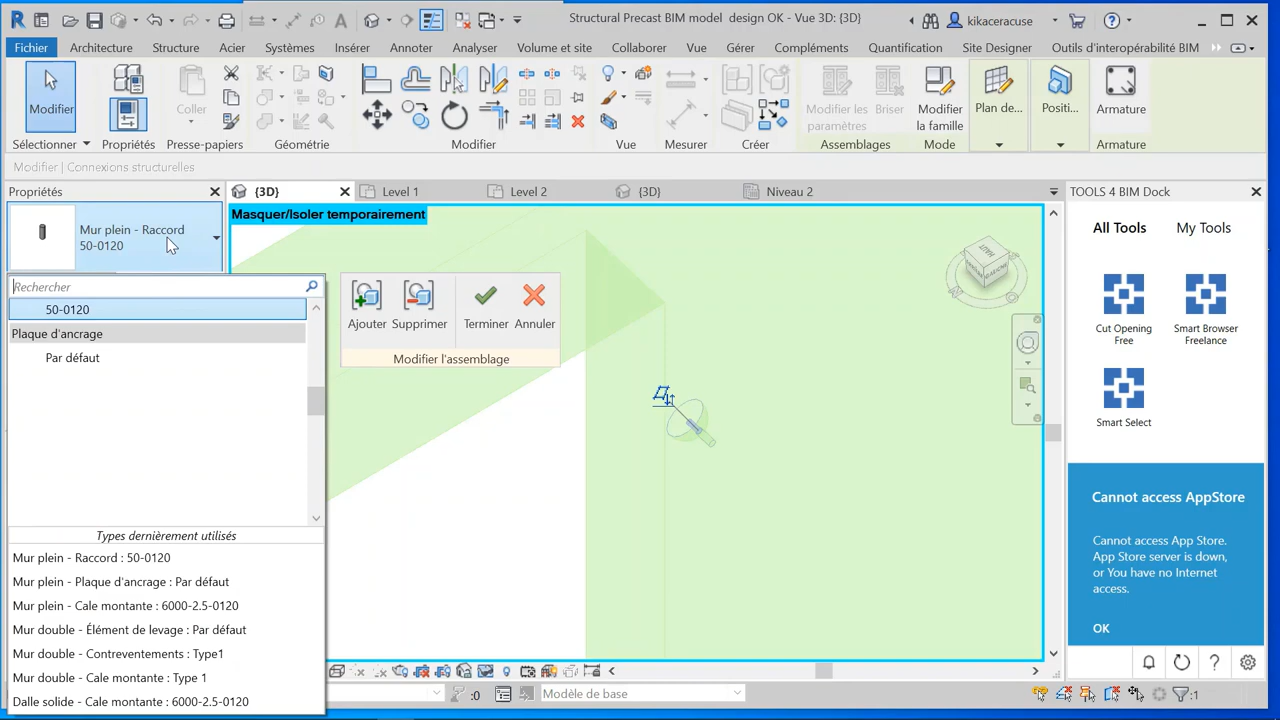 Structural Precast BIM model design OK - Vue 3D: {3D}
kikaceracuse
Fichier Architecture Structure Acier Systèmes Insérer Annoter Analyser Volume et site Collaborer Vue Gérer Compléments Quantification Site Designer Outils d'interopérabilité BIM
Modifier
Coller
Modifier les paramètres
Briser
Modifier la famille
Plan de...
Positi...
Armature
Sélectionner Propriétés Presse-papiers Géométrie Modifier Vue Mesurer Créer Assemblages Mode Armature
Modifier | Connexions structurelles
Propriétés
{3D} Level 1 Level 2 {3D} Niveau 2
TOOLS 4 BIM Dock
Mur plein - Raccord
50-0120
Masquer/Isoler temporairement
All Tools My Tools
HAUT
GAUCHE
Rechercher
50-0120
Plaque d'ancrage
Par défaut
Ajouter Supprimer Terminer Annuler
Modifier l'assemblage
Cut Opening Free
Smart Browser Freelance
Smart Select
Types dernièrement utilisés
Mur plein - Raccord : 50-0120
Mur plein - Plaque d'ancrage : Par défaut
Mur plein - Cale montante : 6000-2.5-0120
Mur double - Élément de levage : Par défaut
Mur double - Contreventements : Type1
Mur double - Cale montante : Type 1
Dalle solide - Cale montante : 6000-2.5-0120
Cannot access AppStore
Cannot access App Store.
App Store server is down,
or You have no Internet
access.
OK
:0
Modèle de base
:1